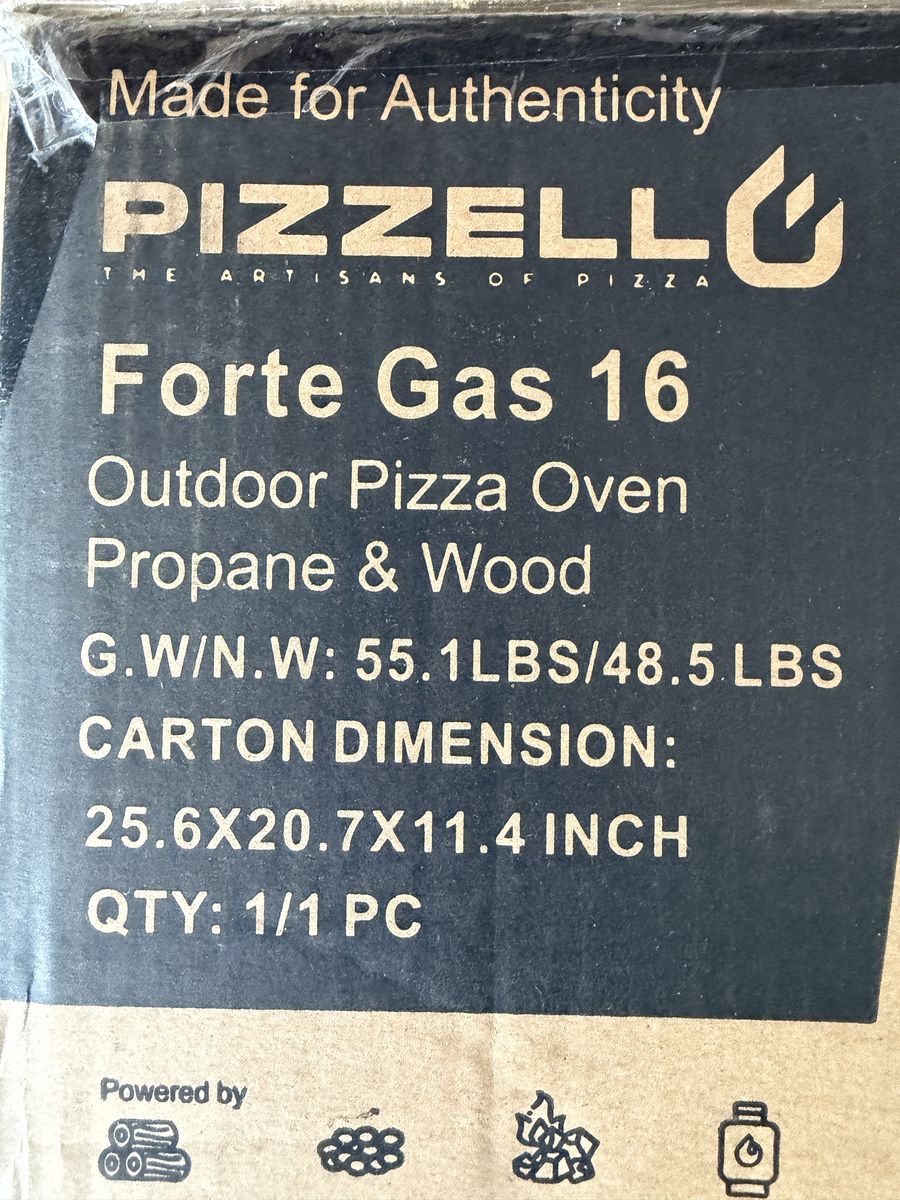 Made for Authenticity
PIZZELLO
THE ARTISANS OF PIZZA
Forte Gas 16
Outdoor Pizza Oven
Propane & Wood
G.W/N.W: 55.1LBS/48.5 LBS
CARTON DIMENSION:
25.6X20.7X11.4 INCH
QTY: 1/1 PC
Powered by